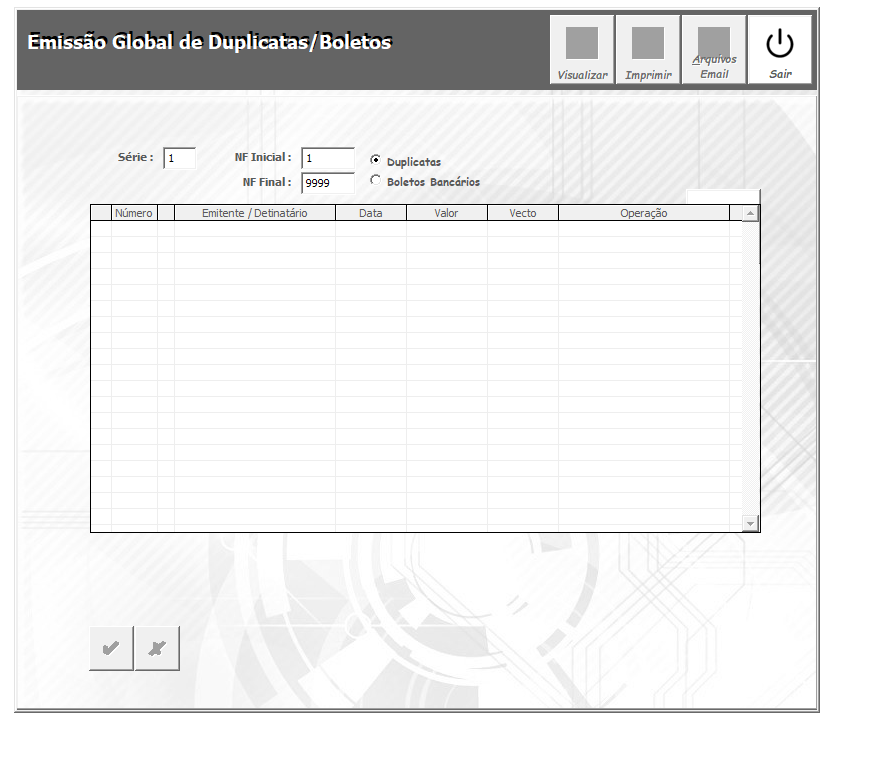 Emissão Global de Duplicatas/Boletos
Visualizar
Imprimir
Arquivos
Email
Sair
Série :
1
NF Inicial :
1
Duplicatas
NF Final :
9999
Boletos Bancários
Número
Emitente / Detinatário
Data
Valor
Vecto
Operação